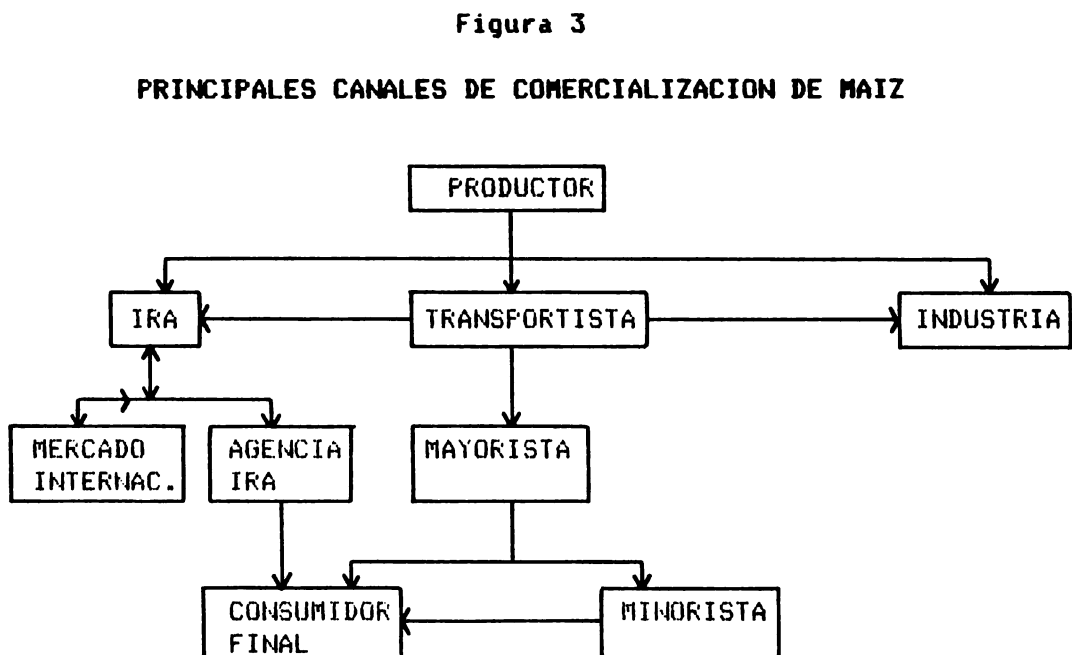 Figura 3
PRINCIPALES CANALES DE COMERCIALIZACION DE MAIZ
PRODUCTOR
IRA
TRANSPORTISTA
INDUSTRIA
MERCADO
INTERNAC.
AGENCIA
IRA
MAYORISTA
CONSUMIDOR
FINAL
MINORISTA